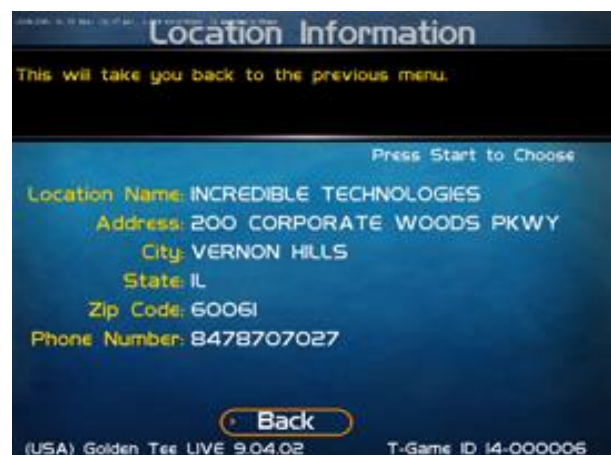 Location Information
This will take you back to the previous menu.
Press Start to Choose
Location Name: INCREDIBLE TECHNOLOGIES
Address: 200 CORPORATE WOODS PKWY
City: VERNON HILLS
State: IL
Zip Code: 60061
Phone Number: 8478707027
Back
(USA) Golden Tee LIVE 9.04.02 T-Game ID 14-000006